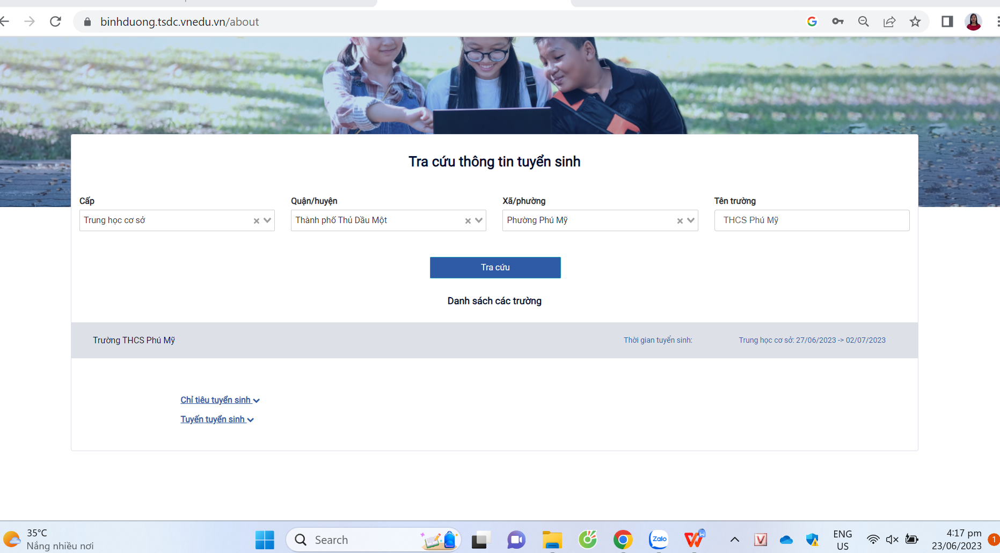 binhduong.tsdc.vnedu.vn/about
Tra cứu thông tin tuyển sinh
Cấp
Quận/huyện
Xã/phường
Tên trường
Trung học cơ sở
Thành phố Thủ Dầu Một
Phường Phú Mỹ
THCS Phú Mỹ
Tra cứu
Danh sách các trường
Trường THCS Phú Mỹ
Thời gian tuyển sinh:
Trung học cơ sở: 27/06/2023 -> 02/07/2023
Chỉ tiêu tuyển sinh
Tuyến tuyển sinh
35°C
Nắng nhiều nơi
Search
Zalo
ENG
US
4:17 pm
23/06/2023
1